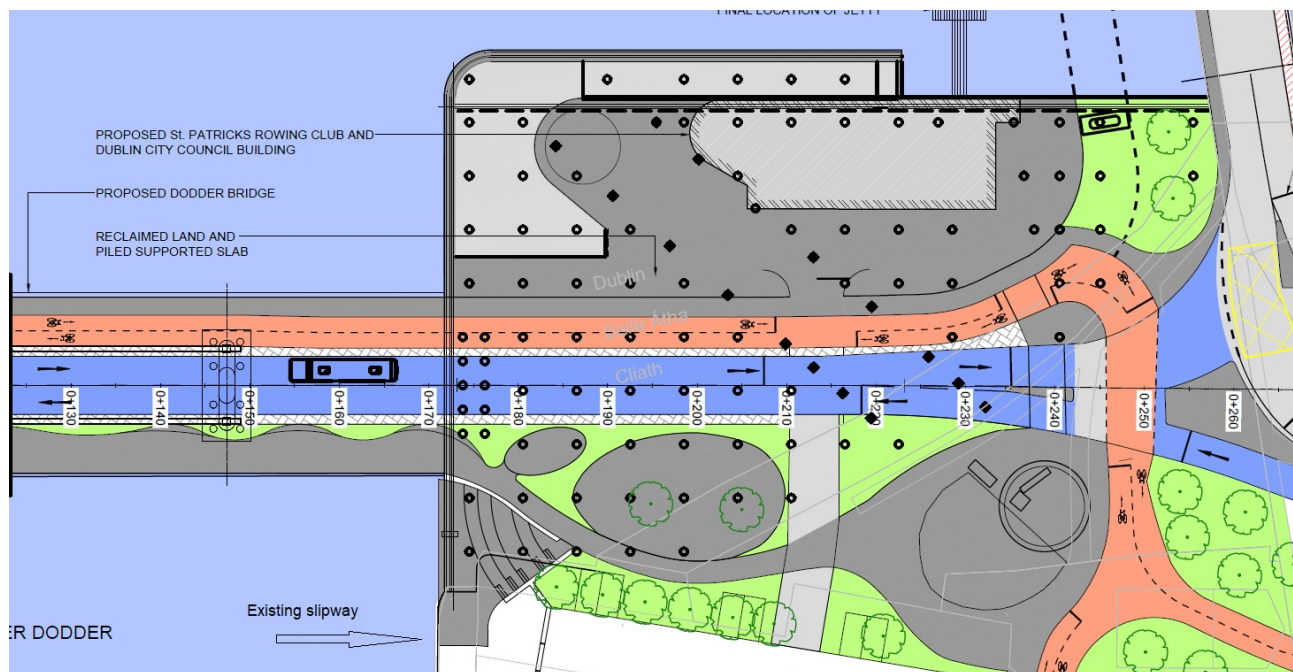 FINAL LOCATION OF JETTY
PROPOSED St. PATRICKS ROWING CLUB AND
DUBLIN CITY COUNCIL BUILDING
PROPOSED DODDER BRIDGE
RECLAIMED LAND AND
PILED SUPPORTED SLAB
Dublin
Baile Átha
Cliath
0+130
0+140
0+150
0+160
0+170
0+180
0+190
0+200
0+210
0+220
0+230
0+240
0+250
0+260
Existing slipway
ER DODDER